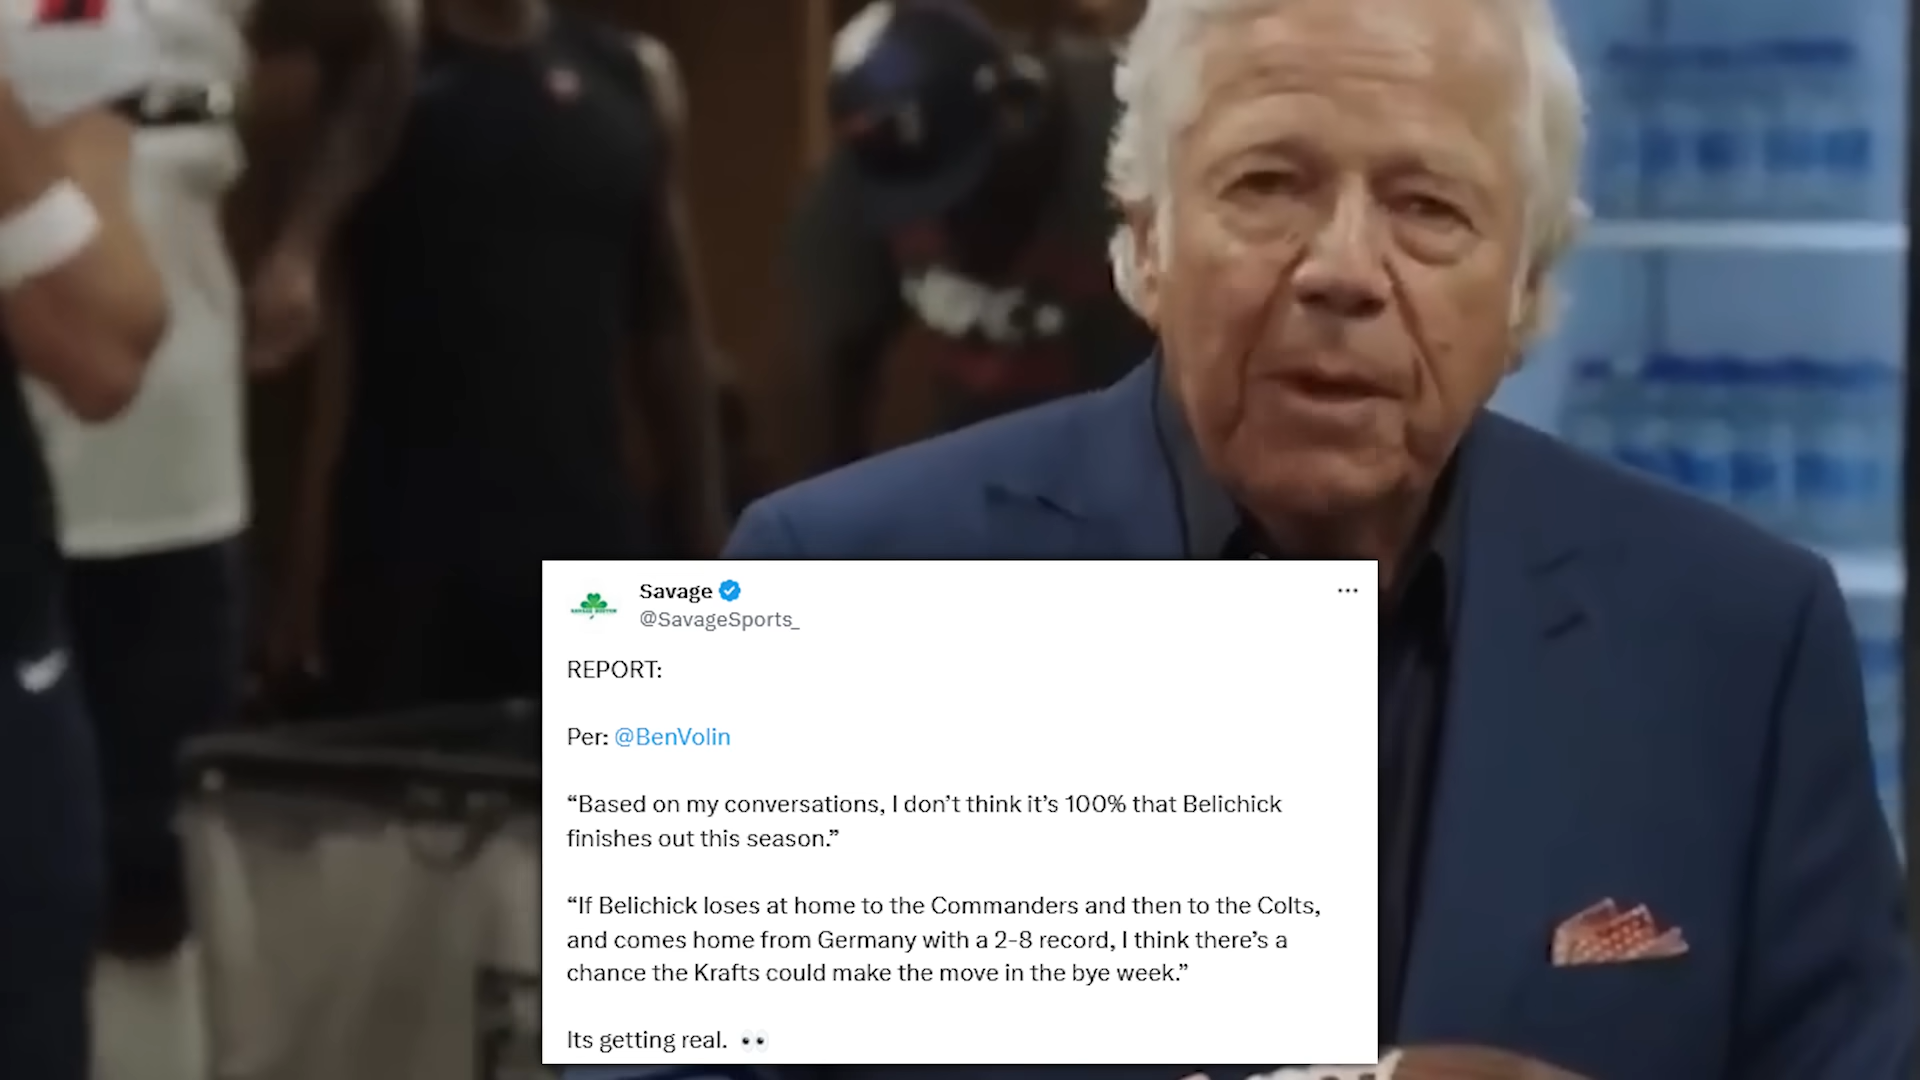 Savage
@SavageSports_
REPORT:
Per: @BenVolin
“Based on my conversations, I don’t think it’s 100% that Belichick
finishes out this season.”
“If Belichick loses at home to the Commanders and then to the Colts,
and comes home from Germany with a 2-8 record, I think there’s a
chance the Krafts could make the move in the bye week.”
Its getting real. 👀